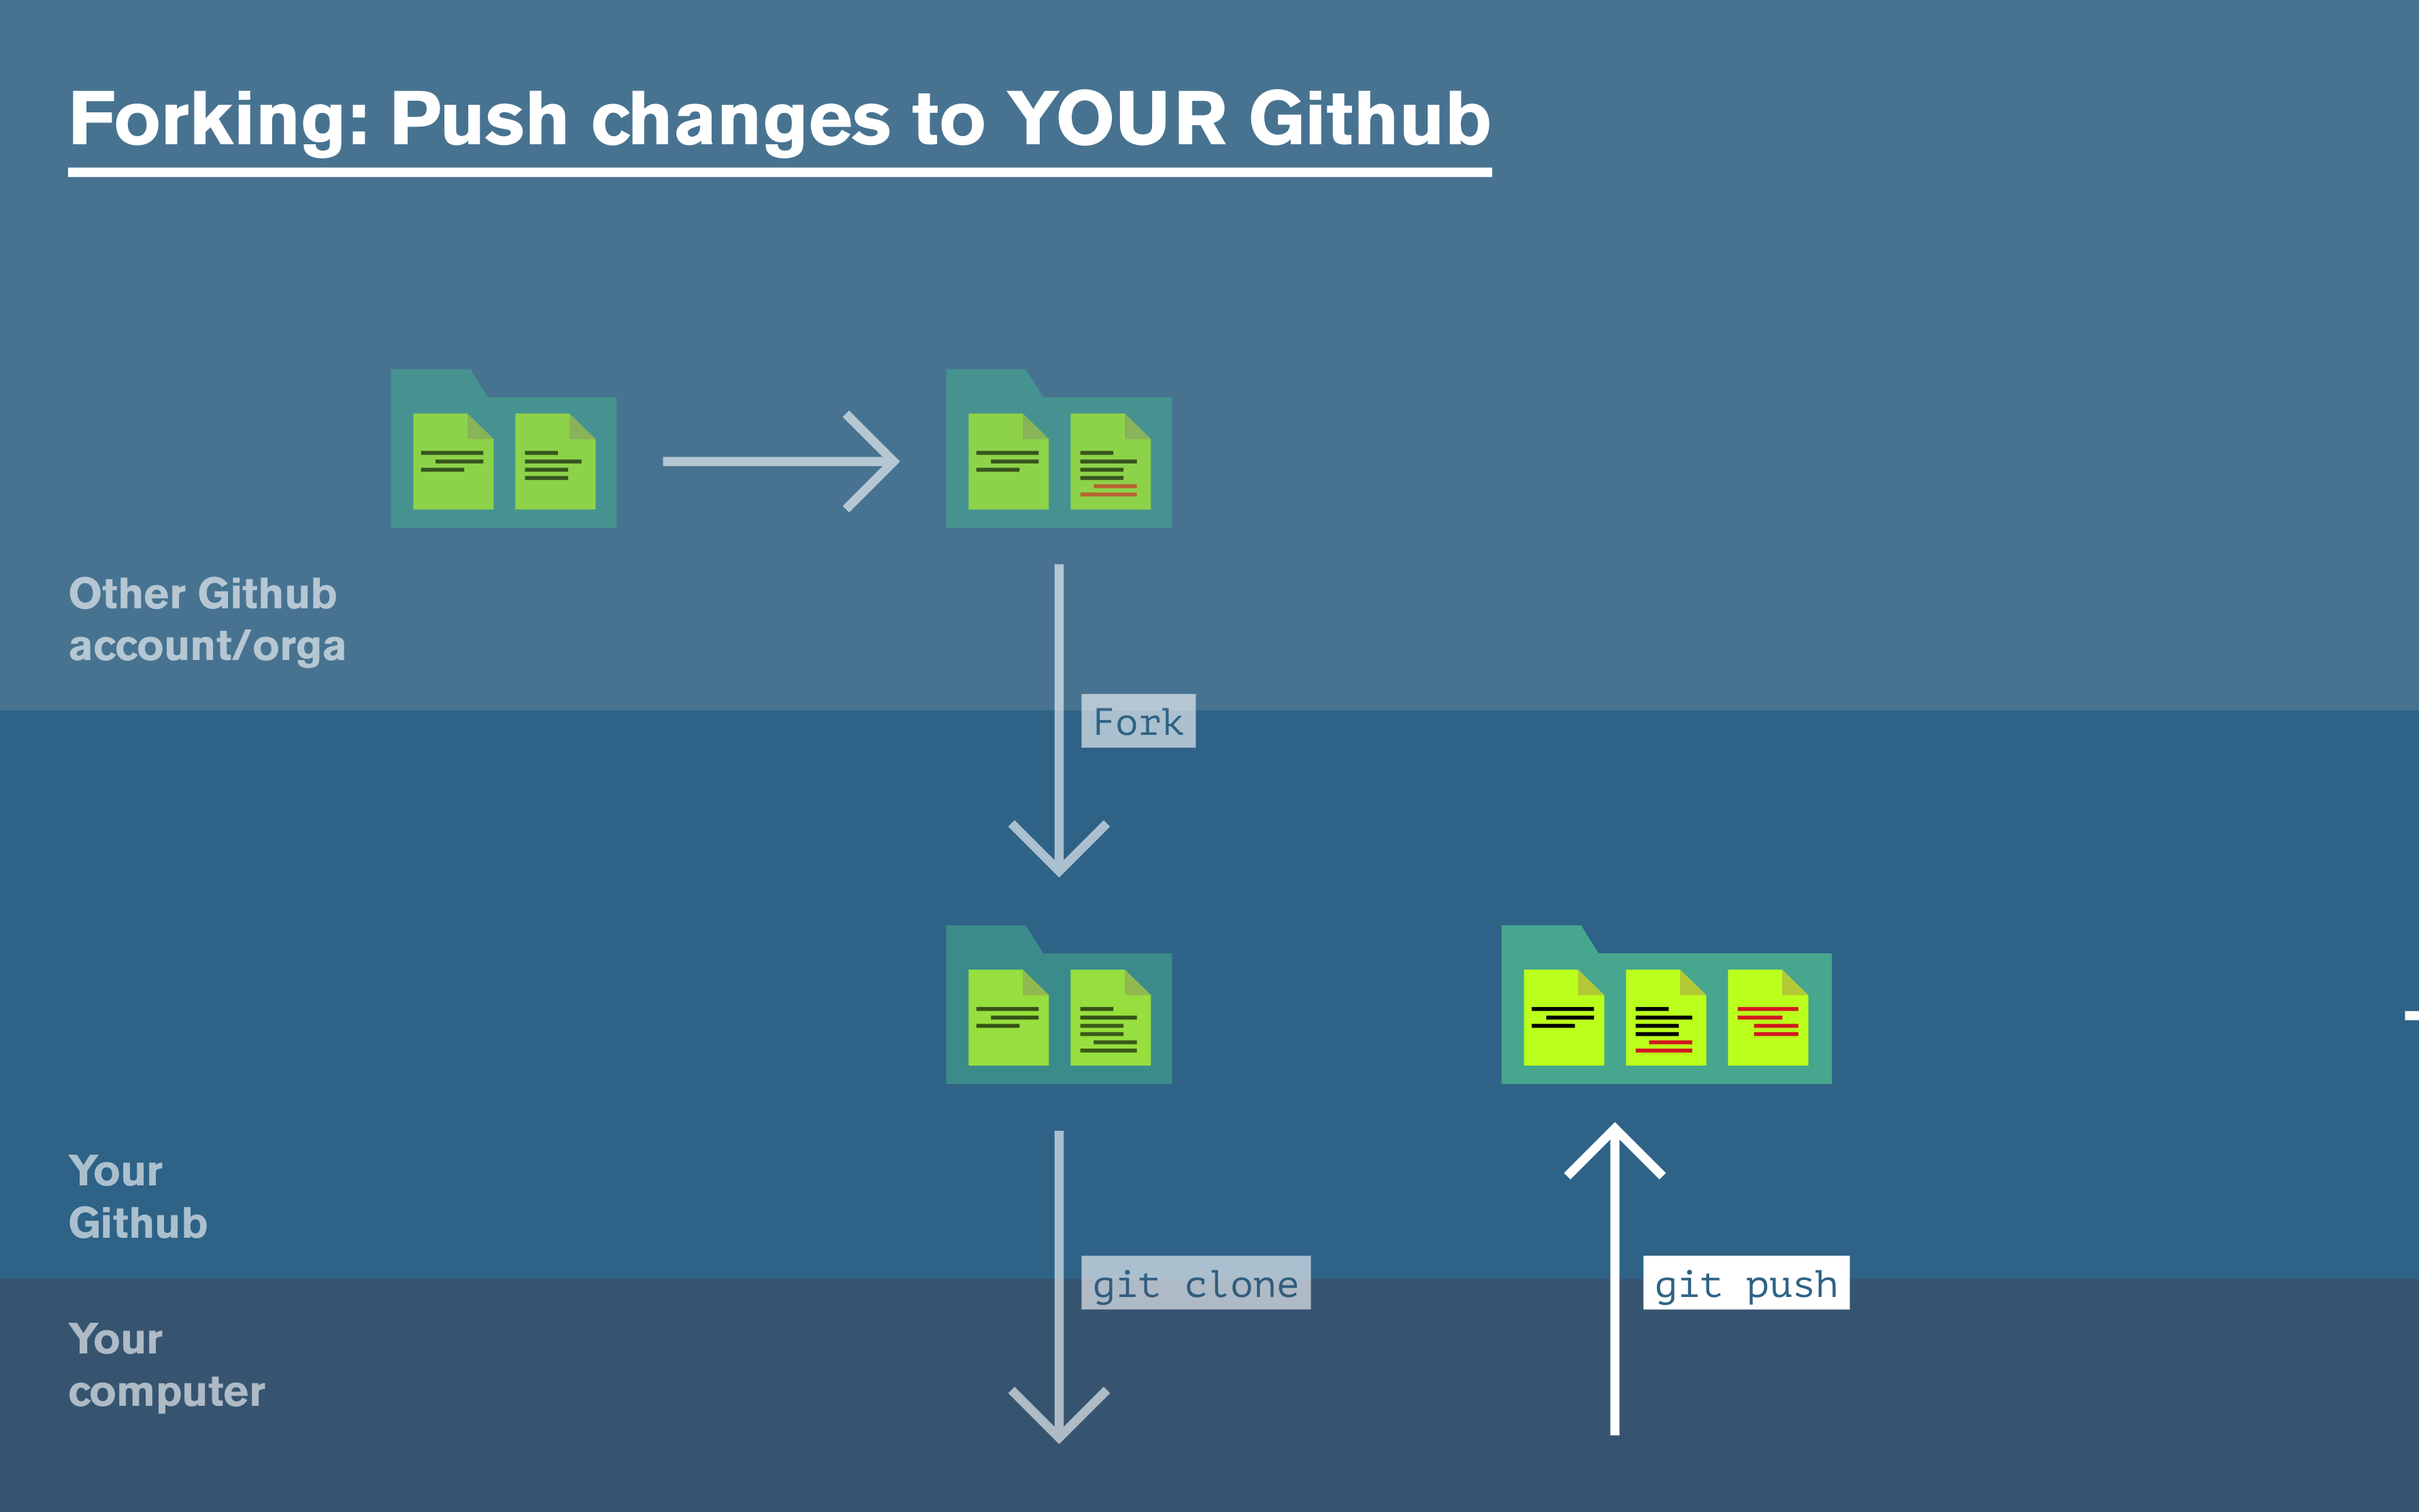 Forking: Push changes to YOUR Github
Other Github
account/orga
Fork
Your
Github
git clone
git push
Your
computer